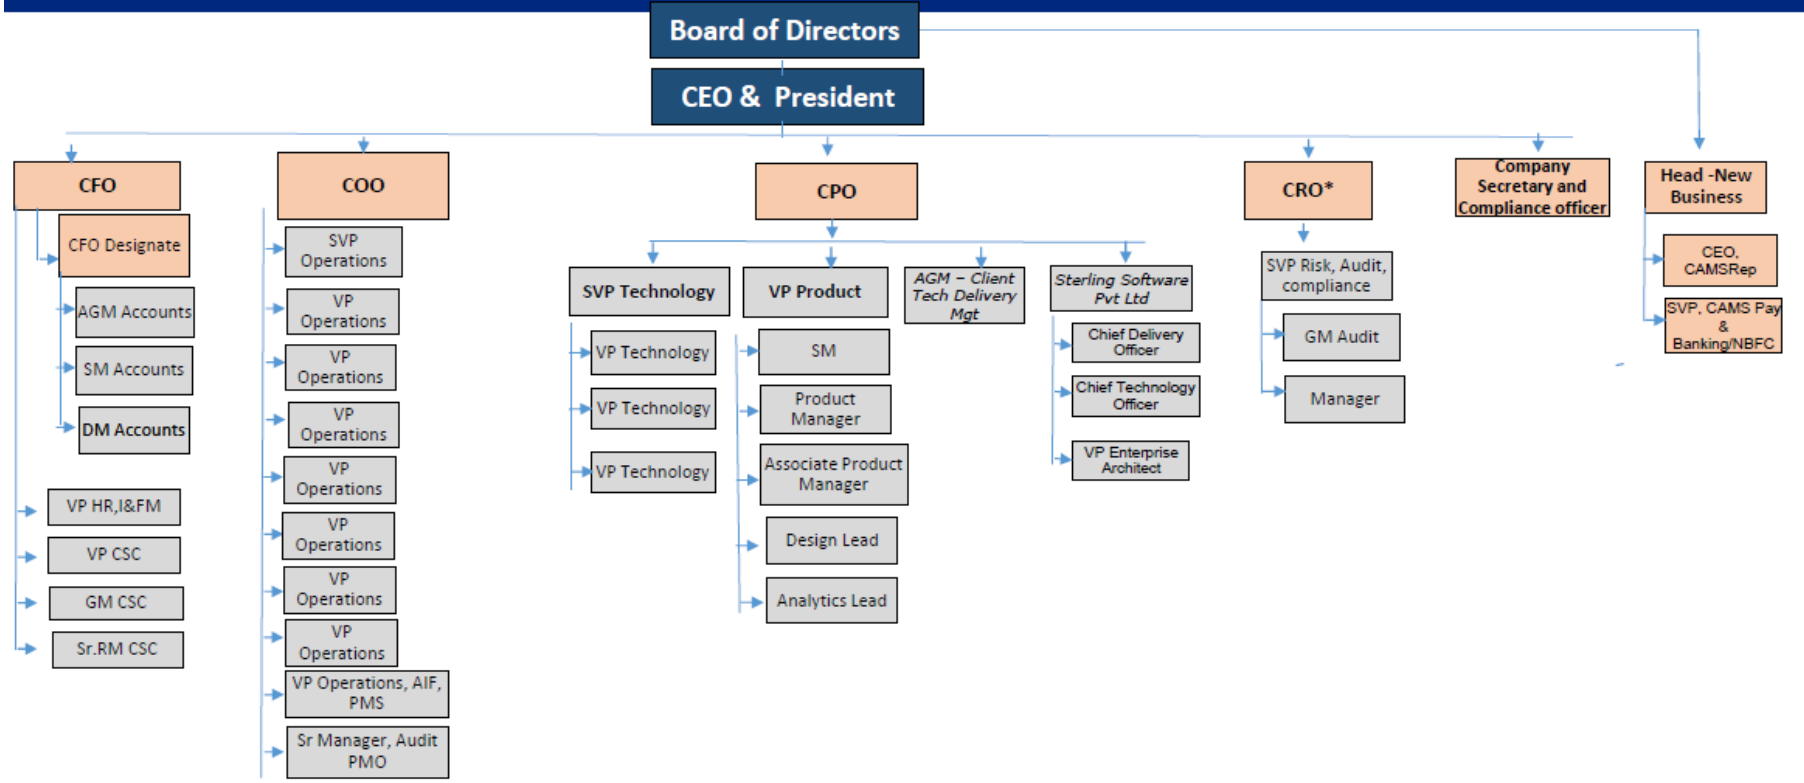 Board of Directors
CEO & President
CFO
CFO Designate
AGM Accounts
SM Accounts
DM Accounts
VP HR,I&FM
VP CSC
GM CSC
Sr.RM CSC
COO
SVP
Operations
VP
Operations
VP
Operations
VP
Operations
VP
Operations
VP
Operations
VP
Operations
VP
Operations
VP Operations, AIF,
PMS
Sr Manager, Audit
PMO
CPO
SVP Technology
VP Technology
VP Technology
VP Technology
VP Product
SM
Product
Manager
Associate Product
Manager
Design Lead
Analytics Lead
AGM – Client
Tech Delivery
Mgt
Sterling Software
Pvt Ltd
Chief Delivery
Officer
Chief Technology
Officer
VP Enterprise
Architect
CRO*
SVP Risk, Audit,
compliance
GM Audit
Manager
Company
Secretary and
Compliance officer
Head -New
Business
CEO,
CAMSRep
SVP, CAMS Pay
&
Banking/NBFC